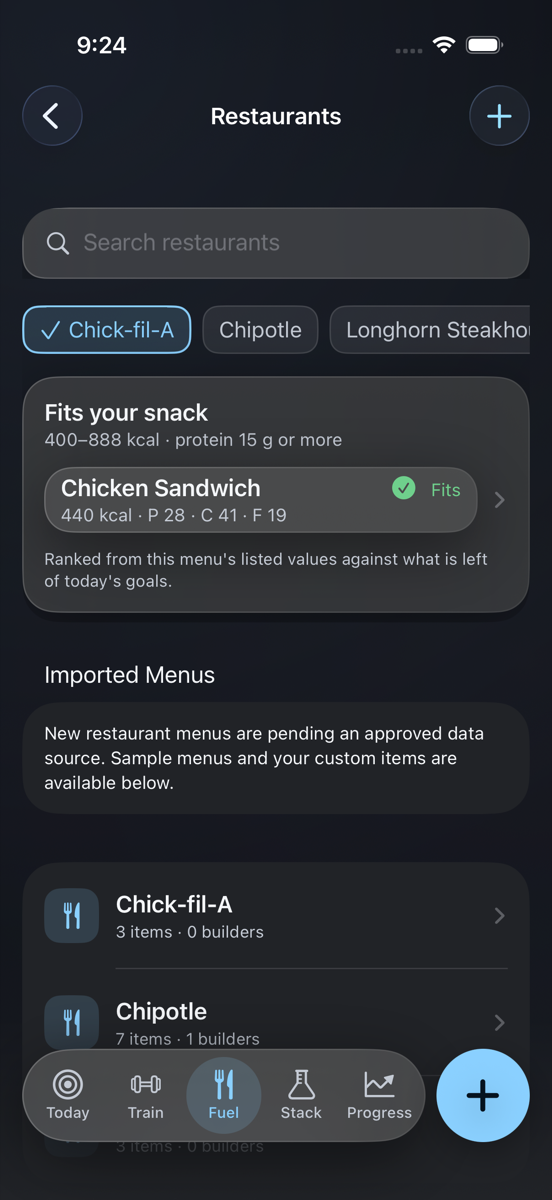 9:24
Restaurants
Search restaurants
✓ Chick-fil-A
Chipotle
Longhorn Steakhou
Fits your snack
400–888 kcal · protein 15 g or more
Chicken Sandwich
Fits
440 kcal · P 28 · C 41 · F 19
Ranked from this menu's listed values against what is left
of today's goals.
Imported Menus
New restaurant menus are pending an approved data
source. Sample menus and your custom items are
available below.
Chick-fil-A
3 items · 0 builders
Chipotle
7 items · 1 builders
Today
Train
Fuel
Stack
Progress
3 items · 0 builders